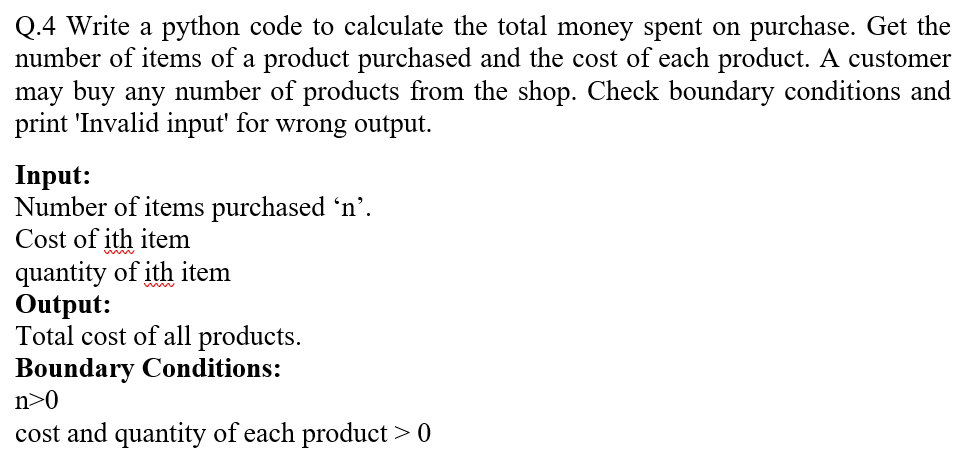 Q.4 Write a python code to calculate the total money spent on purchase. Get the
number of items of a product purchased and the cost of each product. A customer
may buy any number of products from the shop. Check boundary conditions and
print 'Invalid input' for wrong output.
Input:
Number of items purchased ‘n’.
Cost of ith item
quantity of ith item
Output:
Total cost of all products.
Boundary Conditions:
n>0
cost and quantity of each product > 0